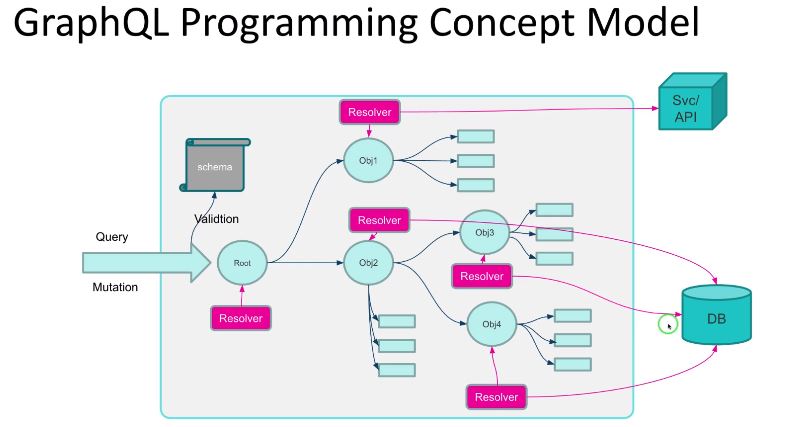 GraphQL Programming Concept Model
Svc/
API
Resolver
schema
Obj1
Validtion
Resolver
Query
Obj3
Root
Obj2
Resolver
Mutation
Resolver
Obj4
DB
Resolver